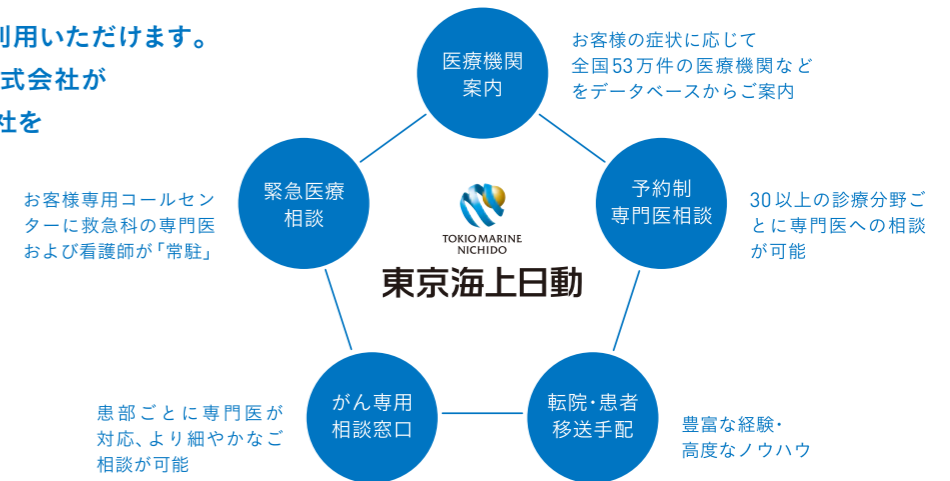 利用いただけます。
式会社が
社を
医療機関
案内
お客様の症状に応じて
全国53万件の医療機関など
をデータベースからご案内
緊急医療
相談
お客様専用コールセン
ターに救急科の専門医
および看護師が「常駐」
予約制
専門医相談
30以上の診療分野ご
とに専門医への相談
が可能
TOKIO MARINE
NICHIDO
東京海上日動
がん専用
相談窓口
患部ごとに専門医が
対応、より細やかなご
相談が可能
転院・患者
移送手配
豊富な経験・
高度なノウハウ